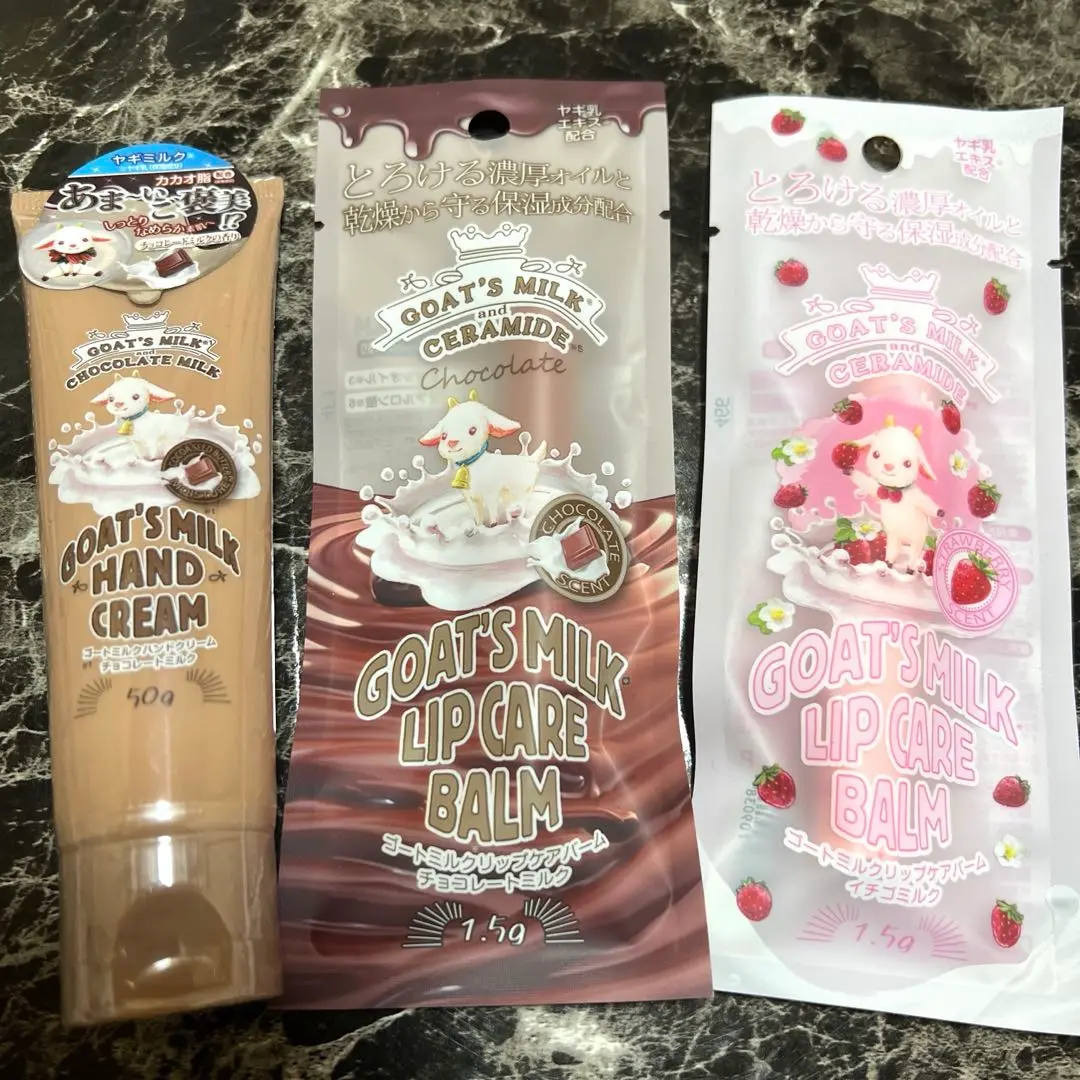 ヤギミルク
カカオ脂
配合
あま〜いご褒美!?
しっとり
なめらか
チョコレートミルクの香り
GOAT'S MILK
and
CHOCOLATE MILK
GOAT'S MILK
HAND
CREAM
ゴートミルクハンドクリーム
チョコレートミルク
50g
ヤギ乳
エキス
配合
とろける濃厚オイルと
乾燥から守る保湿成分配合
GOAT'S MILK
and
CERAMIDE
Chocolate
CHOCOLATE
SCENT
GOAT'S MILK
LIP CARE
BALM
ゴートミルクリップケアバーム
チョコレートミルク
1.5g
ヤギ乳
エキス
配合
とろける濃厚オイルと
乾燥から守る保湿成分配合
GOAT'S MILK
and
CERAMIDE
STRAWBERRY
SCENT
GOAT'S MILK
LIP CARE
BALM
ゴートミルクリップケアバーム
イチゴミルク
1.5g